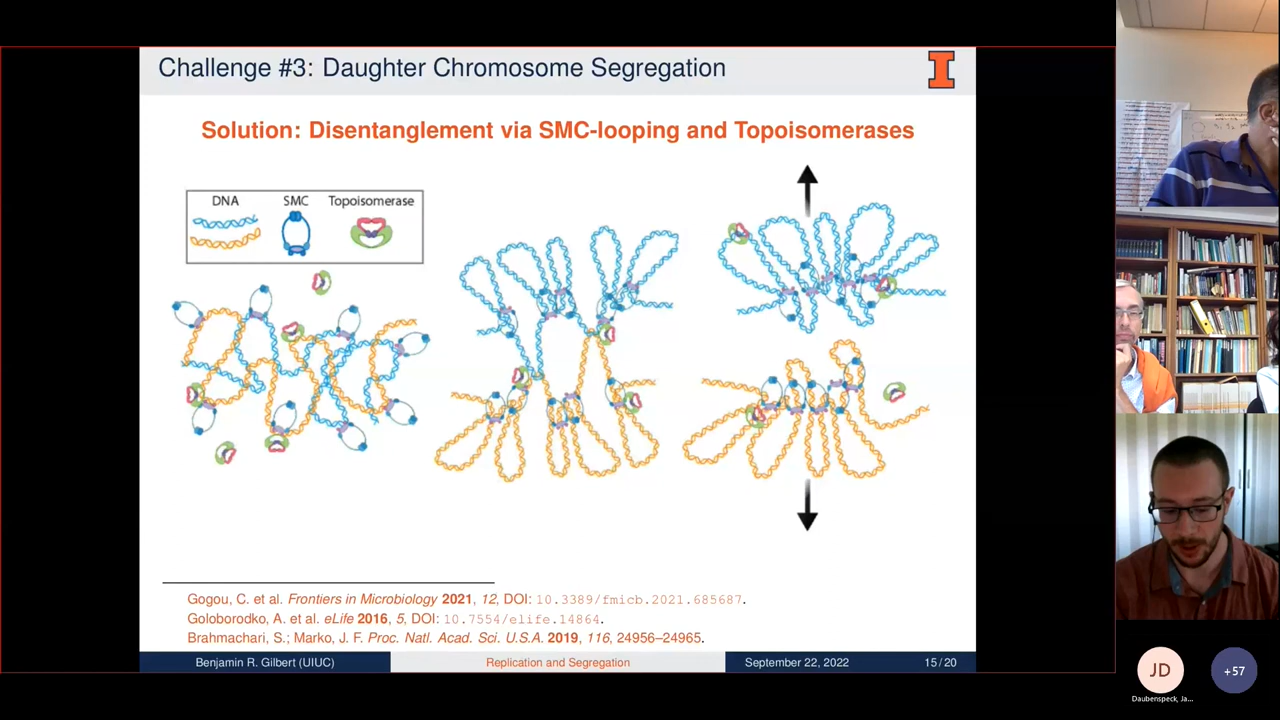 Challenge #3: Daughter Chromosome Segregation
I
Solution: Disentanglement via SMC-looping and Topoisomerases
DNA SMC Topoisomerase
Gogou, C. et al. Frontiers in Microbiology 2021, 12, DOI: 10.3389/fmicb.2021.685687.
Goloborodko, A. et al. eLife 2016, 5, DOI: 10.7554/elife.14864.
Brahmachari, S.; Marko, J. F. Proc. Natl. Acad. Sci. U.S.A. 2019, 116, 24956–24965.
Benjamin R. Gilbert (UIUC) Replication and Segregation September 22, 2022 15/20
JD
+57
Daubenspeck, Ja...